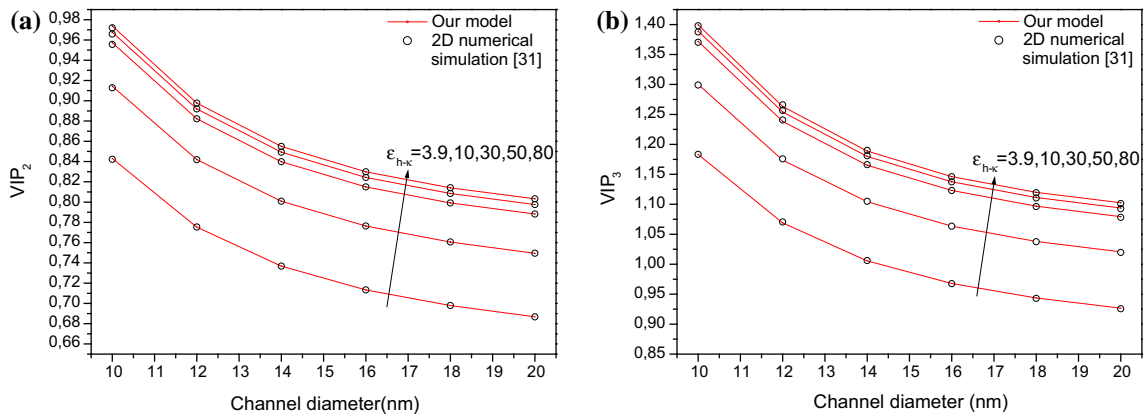 (a)
0,98
0,96
0,94
0,92
0,90
0,88
0,86
0,84
0,82
0,80
0,78
0,76
0,74
0,72
0,70
0,68
0,66
VIP2
Our model
2D numerical
simulation [31]
εh-κ=3.9,10,30,50,80
10 11 12 13 14 15 16 17 18 19 20
Channel diameter(nm)
(b)
1,40
1,35
1,30
1,25
1,20
1,15
1,10
1,05
1,00
0,95
0,90
0,85
VIP3
Our model
2D numerical
simulation [31]
εh-κ=3.9,10,30,50,80
10 11 12 13 14 15 16 17 18 19 20
Channel diameter (nm)